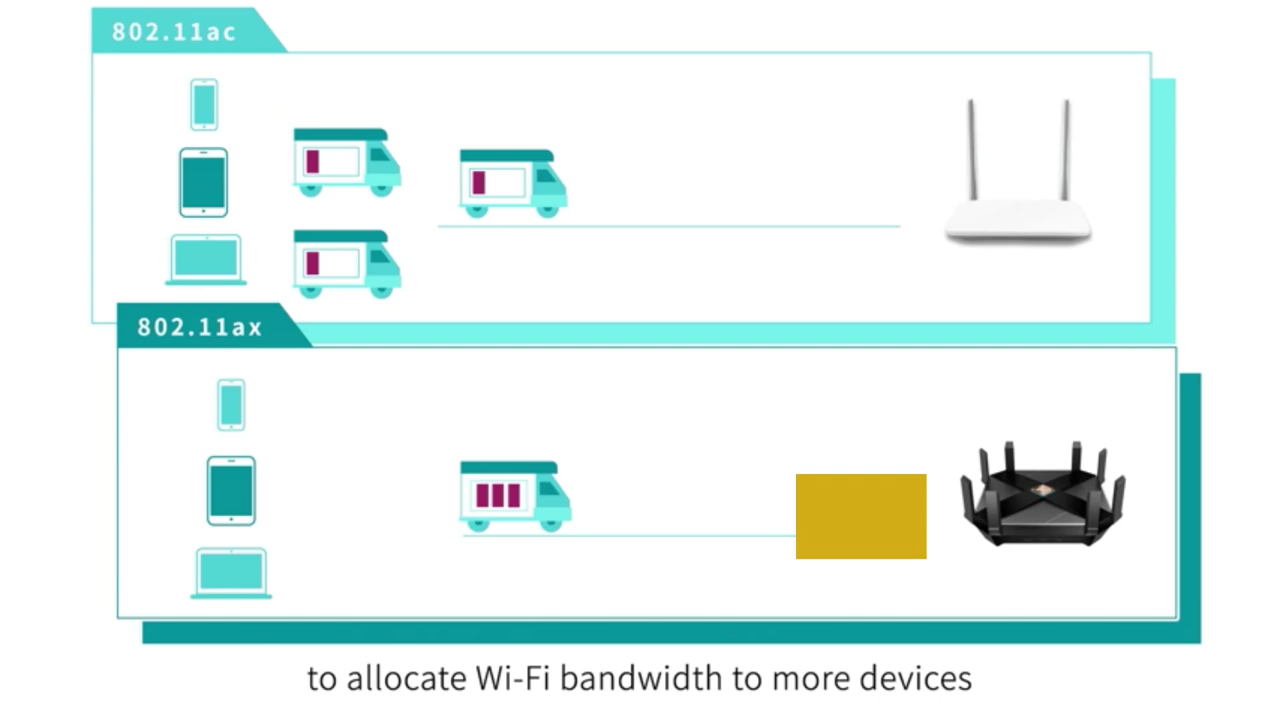 802.11ac
802.11ax
to allocate Wi-Fi bandwidth to more devices